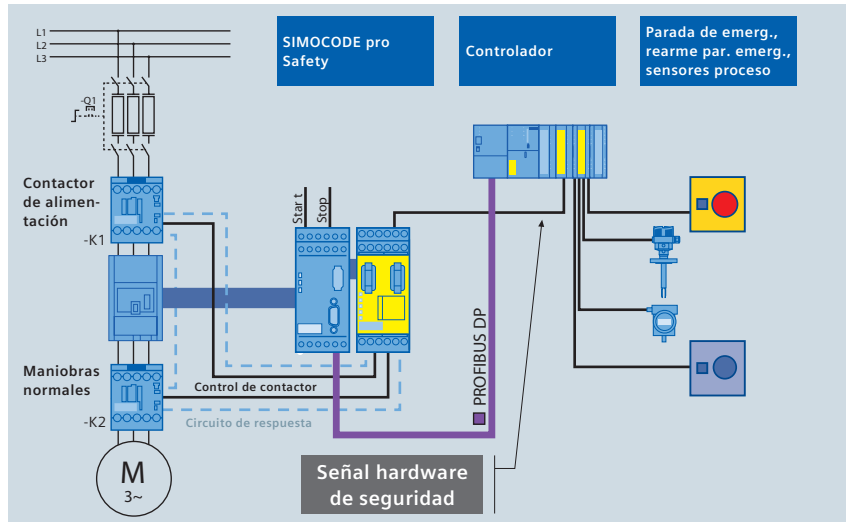 L1
L2
L3
SIMOCODE pro
Safety
Controlador
Parada de emerg.,
rearme par. emerg.,
sensores proceso
-Q1
Contactor
de alimen-
tación
-K1
Start
Stop
PROFIBUS DP
Maniobras
normales
-K2
Control de contactor
Circuito de respuesta
M
3~
Señal hardware
de seguridad